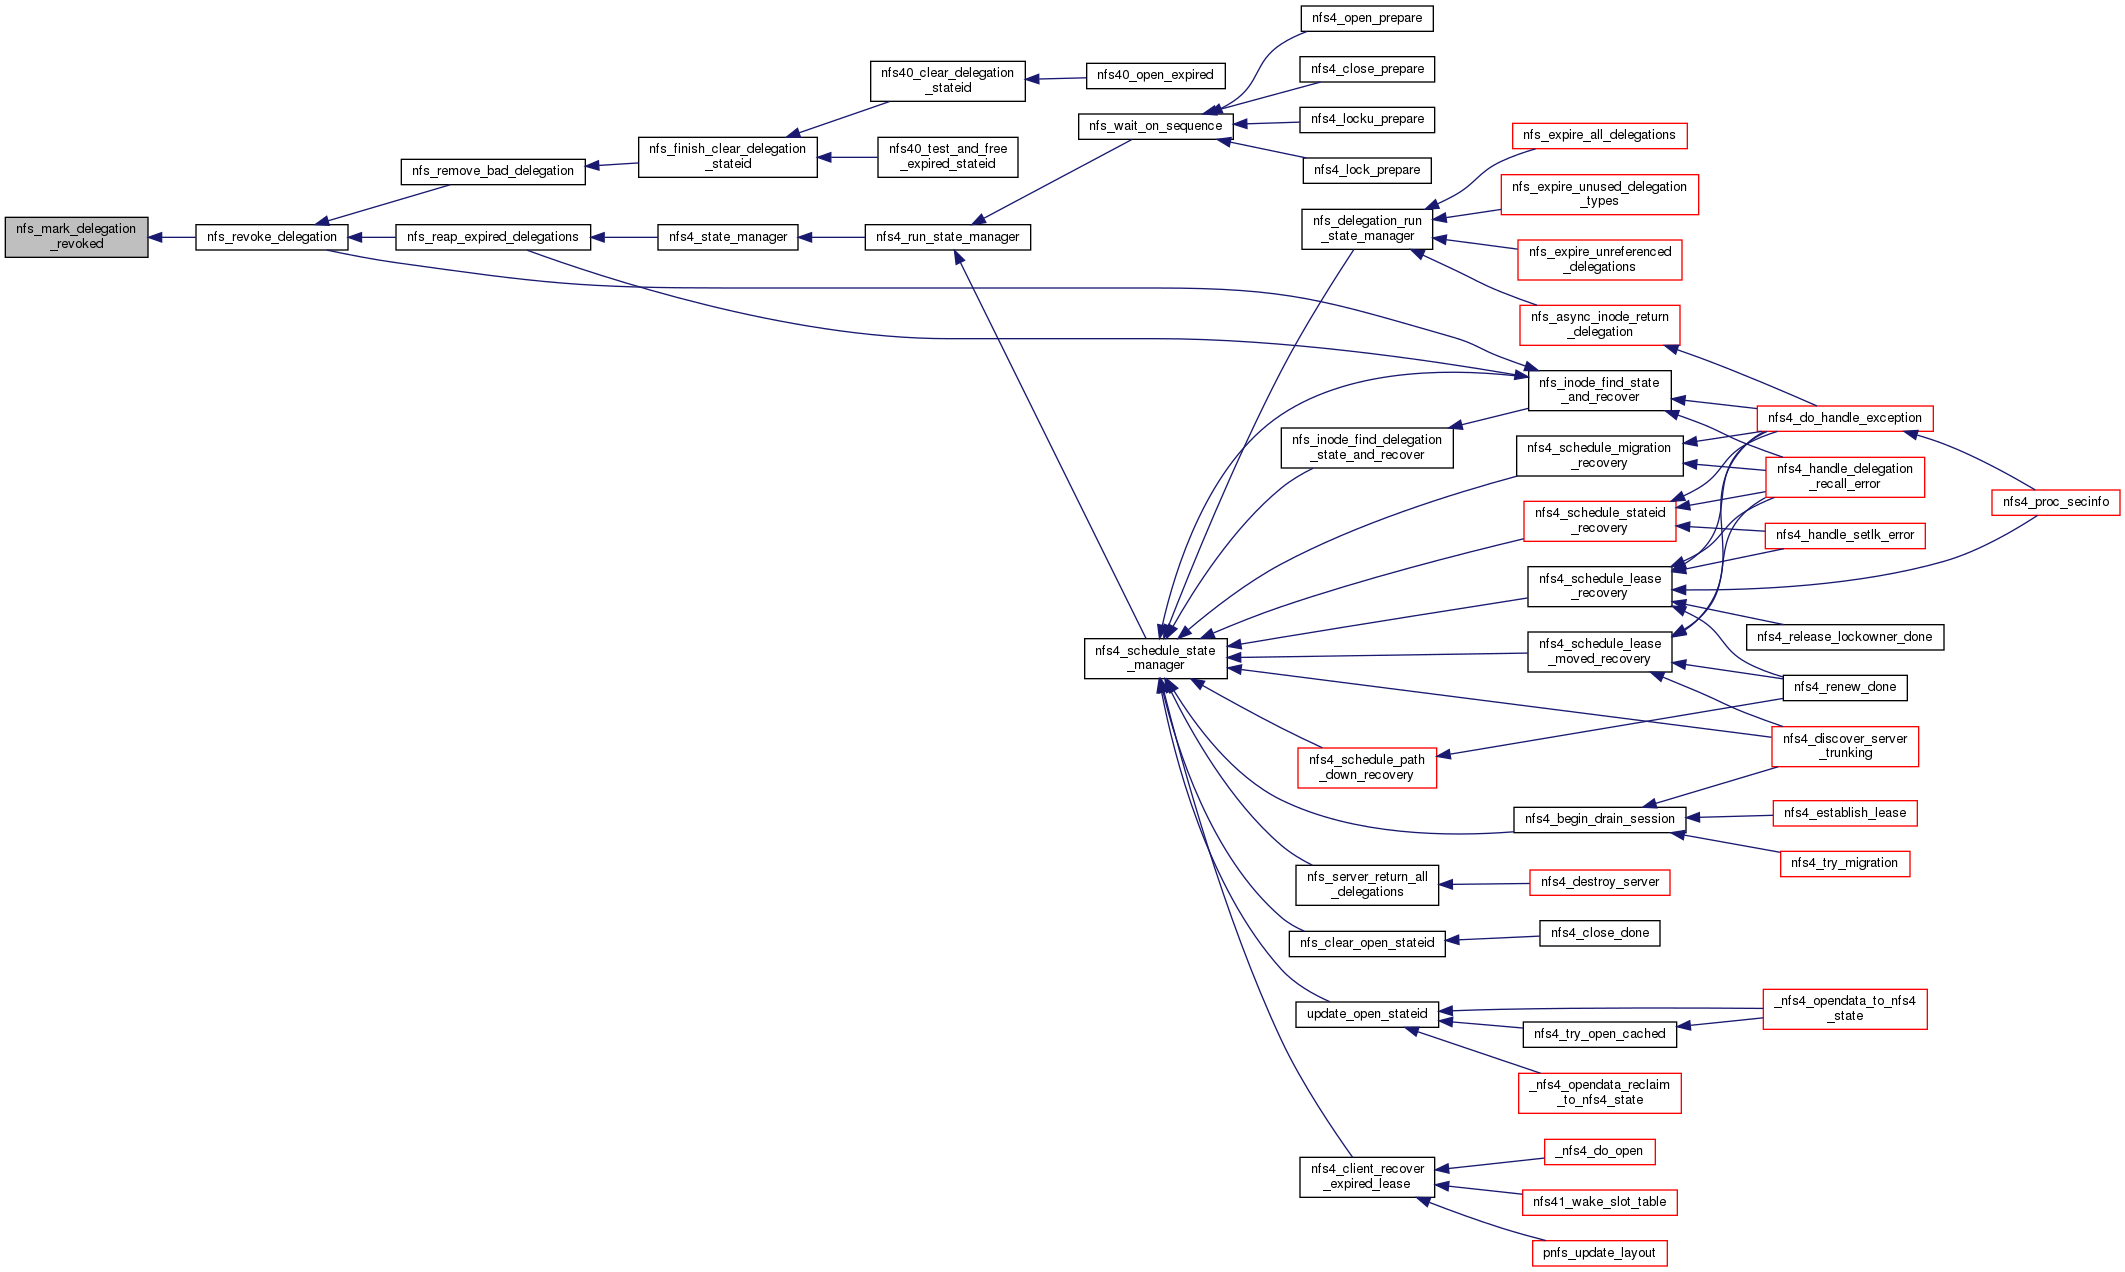 nfs_mark_delegation
_revoked
nfs_revoke_delegation
nfs_remove_bad_delegation
nfs_reap_expired_delegations
nfs_finish_clear_delegation
_stateid
nfs4_state_manager
nfs40_clear_delegation
_stateid
nfs40_test_and_free
_expired_stateid
nfs4_run_state_manager
nfs40_open_expired
nfs_wait_on_sequence
nfs4_schedule_state
_manager
nfs4_open_prepare
nfs4_close_prepare
nfs4_locku_prepare
nfs4_lock_prepare
nfs_delegation_run
_state_manager
nfs_inode_find_delegation
_state_and_recover
nfs4_schedule_path
_down_recovery
nfs_server_return_all
_delegations
nfs_clear_open_stateid
update_open_stateid
nfs4_client_recover
_expired_lease
nfs_expire_all_delegations
nfs_expire_unused_delegation
_types
nfs_expire_unreferenced
_delegations
nfs_async_inode_return
_delegation
nfs_inode_find_state
_and_recover
nfs4_schedule_migration
_recovery
nfs4_schedule_stateid
_recovery
nfs4_schedule_lease
_recovery
nfs4_schedule_lease
_moved_recovery
nfs4_begin_drain_session
nfs4_destroy_server
nfs4_close_done
nfs4_try_open_cached
_nfs4_opendata_reclaim
_to_nfs4_state
_nfs4_do_open
nfs41_wake_slot_table
pnfs_update_layout
nfs4_do_handle_exception
nfs4_handle_delegation
_recall_error
nfs4_handle_setlk_error
nfs4_release_lockowner_done
nfs4_renew_done
nfs4_discover_server
_trunking
nfs4_establish_lease
nfs4_try_migration
_nfs4_opendata_to_nfs4
_state
nfs4_proc_secinfo